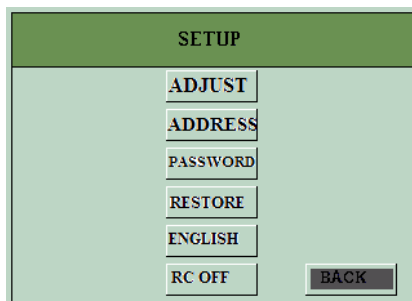 SETUP
ADJUST
ADDRESS
PASSWORD
RESTORE
ENGLISH
RC OFF
BACK